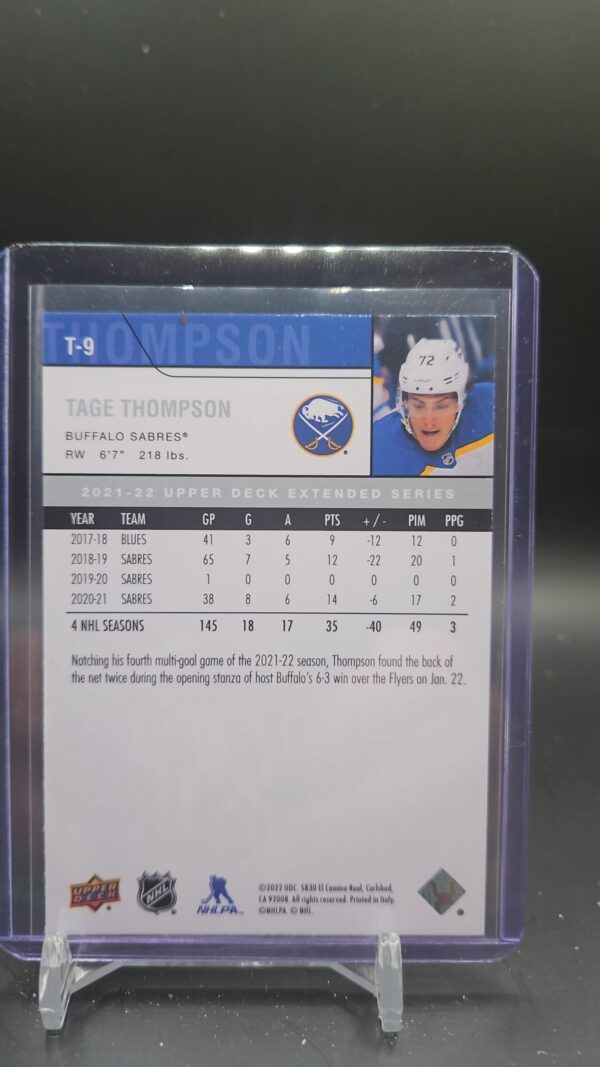 THOMPSON
T-9
72
TAGE THOMPSON
BUFFALO SABRES®
RW 6'7" 218 lbs.
2021-22 UPPER DECK EXTENDED SERIES
YEAR TEAM GP G A PTS +/- PIM PPG
2017-18 BLUES 41 3 6 9 -12 12 0
2018-19 SABRES 65 7 5 12 -22 20 1
2019-20 SABRES 1 0 0 0 0 0 0
2020-21 SABRES 38 8 6 14 -6 17 2
4 NHL SEASONS 145 18 17 35 -40 49 3
Notching his fourth multi-goal game of the 2021-22 season, Thompson found the back of
the net twice during the opening stanza of host Buffalo's 6-3 win over the Flyers on Jan. 22.
UPPER DECK
NHL
NHLPA
©2022 UDC. 5830 El Camino Real, Carlsbad,
CA 92008. All rights reserved. Printed in Italy.
©NHLPA. © NHL.